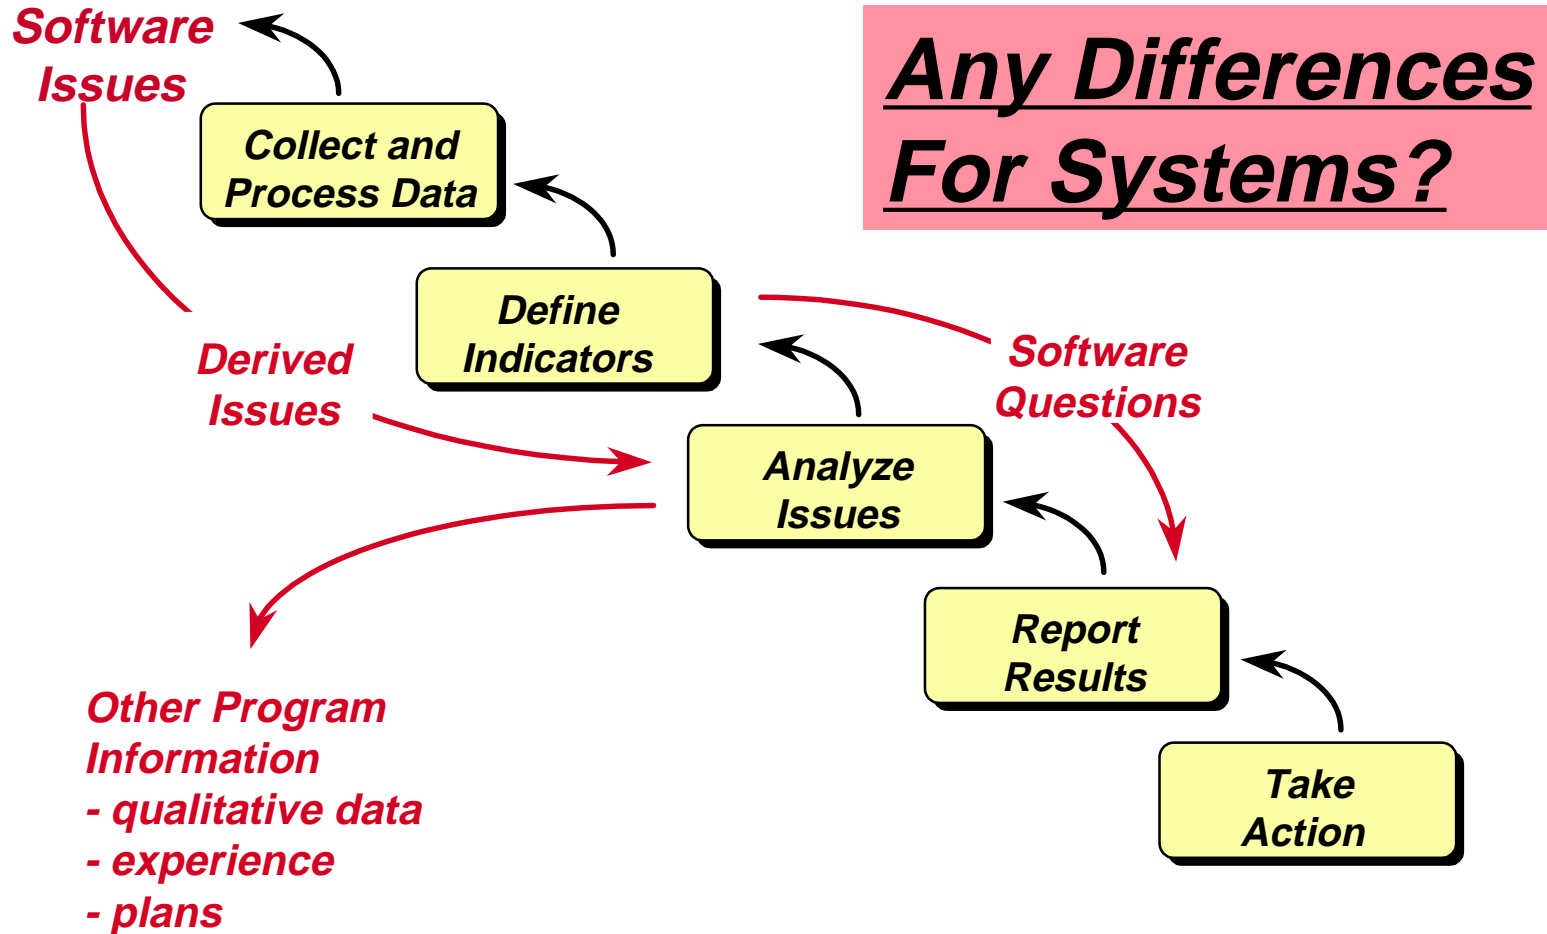 Software
Issues
Any Differences
For Systems?
Collect and
Process Data
Define
Indicators
Derived
Issues
Software
Questions
Analyze
Issues
Report
Results
Other Program
Information
- qualitative data
- experience
- plans
Take
Action